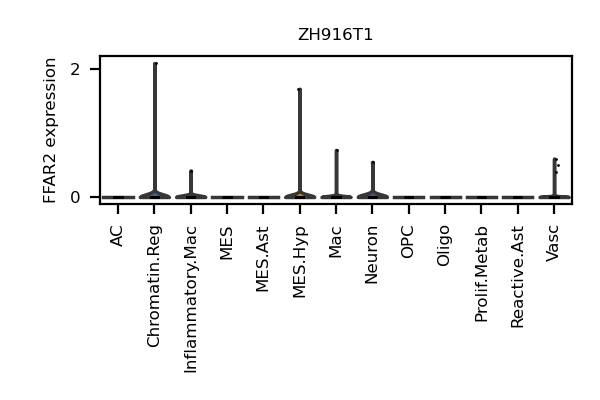 ZH916T1
FFAR2 expression
2
0
AC
Chromatin.Reg
Inflammatory.Mac
MES
MES.Ast
MES.Hyp
Mac
Neuron
OPC
Oligo
Prolif.Metab
Reactive.Ast
Vasc